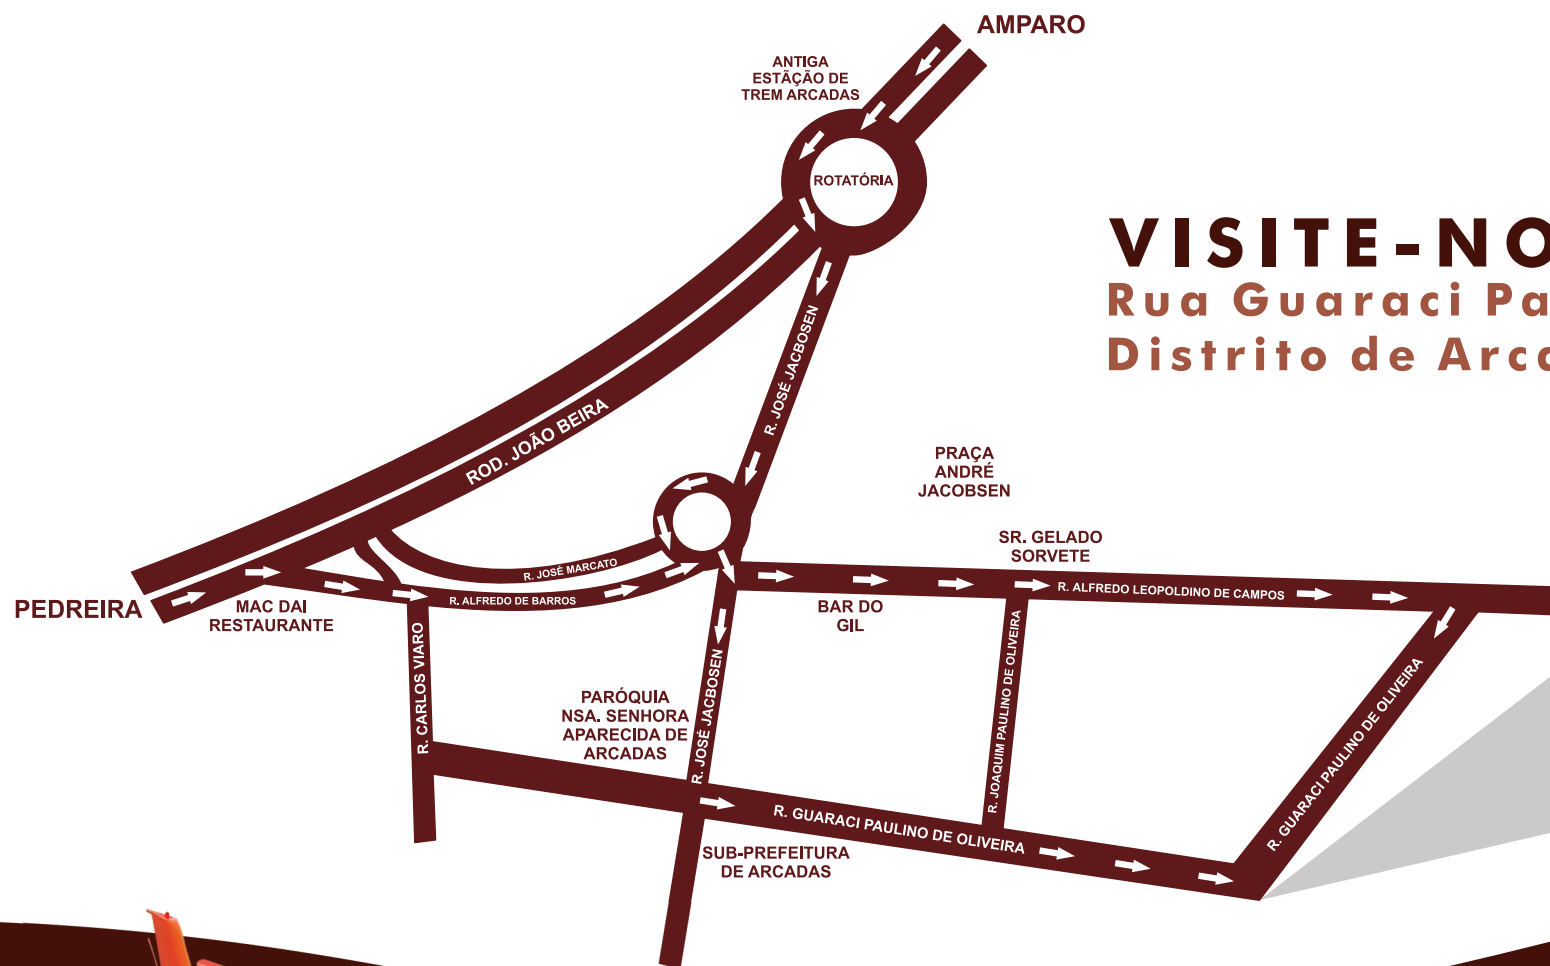 AMPARO
ANTIGA
ESTÃÇÃO DE
TREM ARCADAS
ROTATÓRIA
VISITE-NO
Rua Guaraci Pa
Distrito de Arca
R. JOSÉ JACBOSEN
ROD. JOÃO BEIRA
PRAÇA
ANDRÉ
JACOBSEN
SR. GELADO
SORVETE
R. JOSÉ MARCATO
R. ALFREDO DE BARROS
R. ALFREDO LEOPOLDINO DE CAMPOS
PEDREIRA
MAC DAI
RESTAURANTE
BAR DO
GIL
R. CARLOS VIARO
PARÓQUIA
NSA. SENHORA
APARECIDA DE
ARCADAS
R. JOSÉ JACBOSEN
R. JOAQUIM PAULINO DE OLIVEIRA
R. GUARACI PAULINO DE OLIVEIRA
R. GUARACI PAULINO DE OLIVEIRA
SUB-PREFEITURA
DE ARCADAS